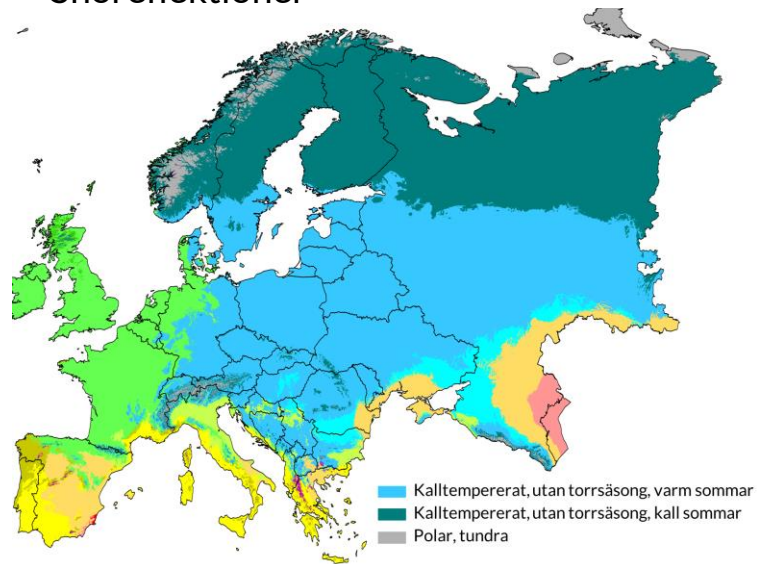 Kalltempererat, utan torrsäsong, varm sommar
Kalltempererat, utan torrsäsong, kall sommar
Polar, tundra